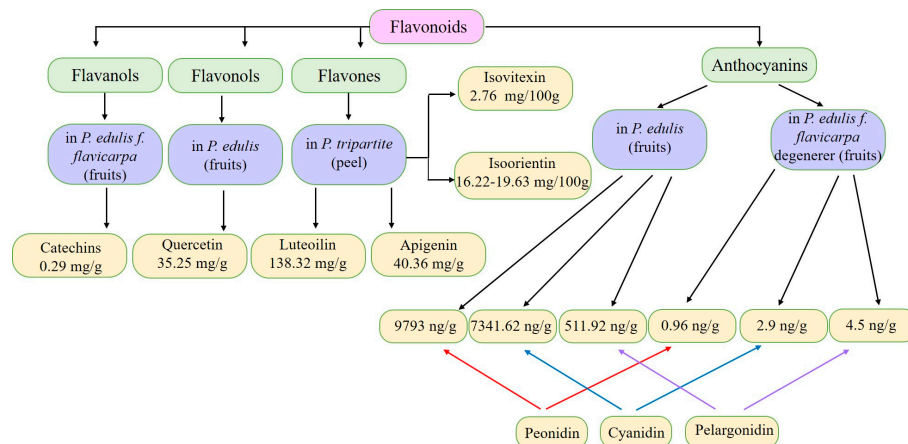 Flavonoids
Flavanols
Flavonols
Flavones
Anthocyanins
Isovitexin
2.76 mg/100g
in P. edulis f.
flavicarpa
(fruits)
in P. edulis
(fruits)
in P. tripartite
(peel)
in P. edulis
(fruits)
in P. edulis f.
flavicarpa
degenerer (fruits)
Isoorientin
16.22-19.63 mg/100g
Catechins
0.29 mg/g
Quercetin
35.25 mg/g
Luteoilin
138.32 mg/g
Apigenin
40.36 mg/g
9793 ng/g
7341.62 ng/g
511.92 ng/g
0.96 ng/g
2.9 ng/g
4.5 ng/g
Peonidin
Cyanidin
Pelargonidin